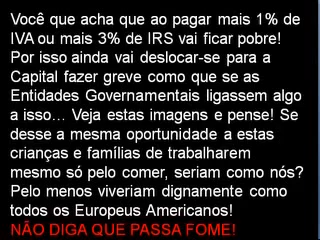 Você que acha que ao pagar mais 1% de
IVA ou mais 3% de IRS vai ficar pobre!
Por isso ainda vai deslocar-se para a
Capital fazer greve como que se as
Entidades Governamentais ligassem algo
a isso... Veja estas imagens e pense! Se
desse a mesma oportunidade a estas
crianças e famílias de trabalharem
mesmo só pelo comer, seriam como nós?
Pelo menos viveriam dignamente como
todos os Europeus Americanos!
NÃO DIGA QUE PASSA FOME!